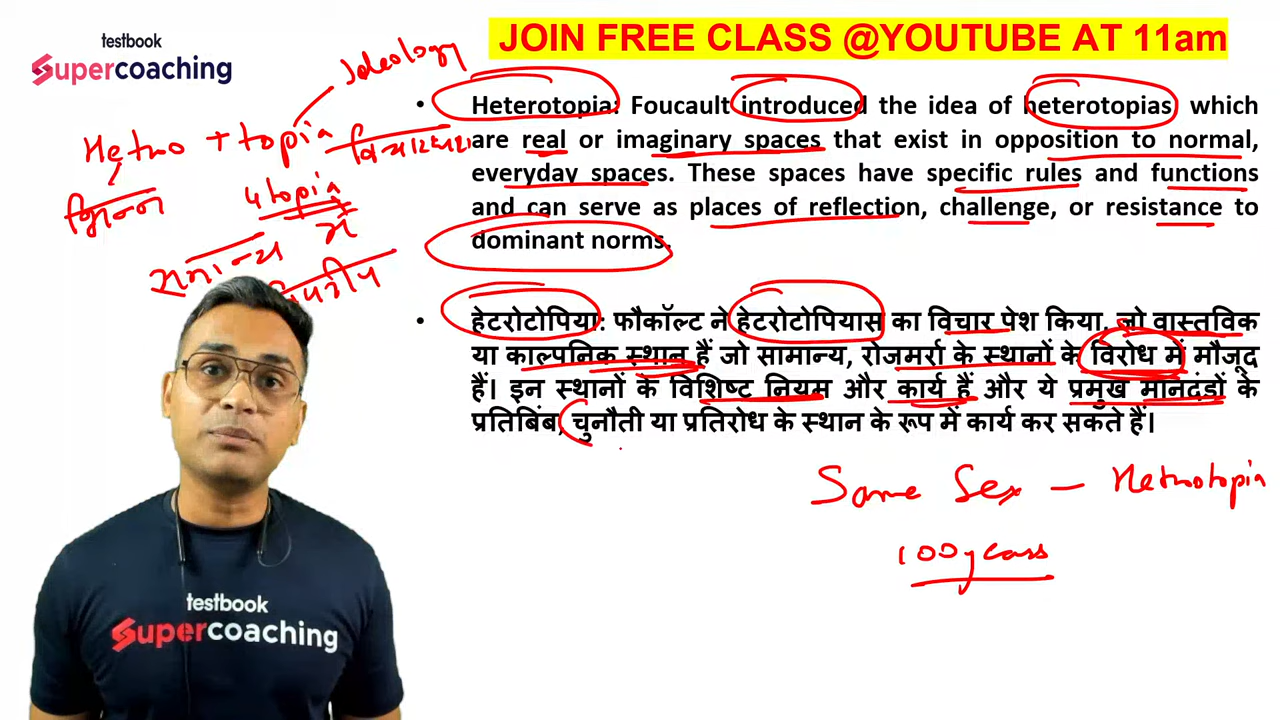 JOIN FREE CLASS @YOUTUBE AT 11am
testbook
Supercoaching
Ideology
Hetro + topia
विचारधारा
भिन्न
utopia
समान्य
के
Heterotopia: Foucault introduced the idea of heterotopias which
are real or imaginary spaces that exist in opposition to normal,
everyday spaces. These spaces have specific rules and functions
and can serve as places of reflection, challenge, or resistance to
dominant norms.
हेटरोटोपिया: फौकॉल्ट ने हेटरोटोपियास का विचार पेश किया, जो वास्तविक
या काल्पनिक स्थान हैं जो सामान्य, रोजमर्रा के स्थानों के विरोध में मौजूद
हैं। इन स्थानों के विशिष्ट नियम और कार्य हैं और ये प्रमुख मानदंडों के
प्रतिबिंब, चुनौती या प्रतिरोध के स्थान के रूप में कार्य कर सकते हैं।
Same Sex — Hetrotopia
100years
testbook
Supercoaching